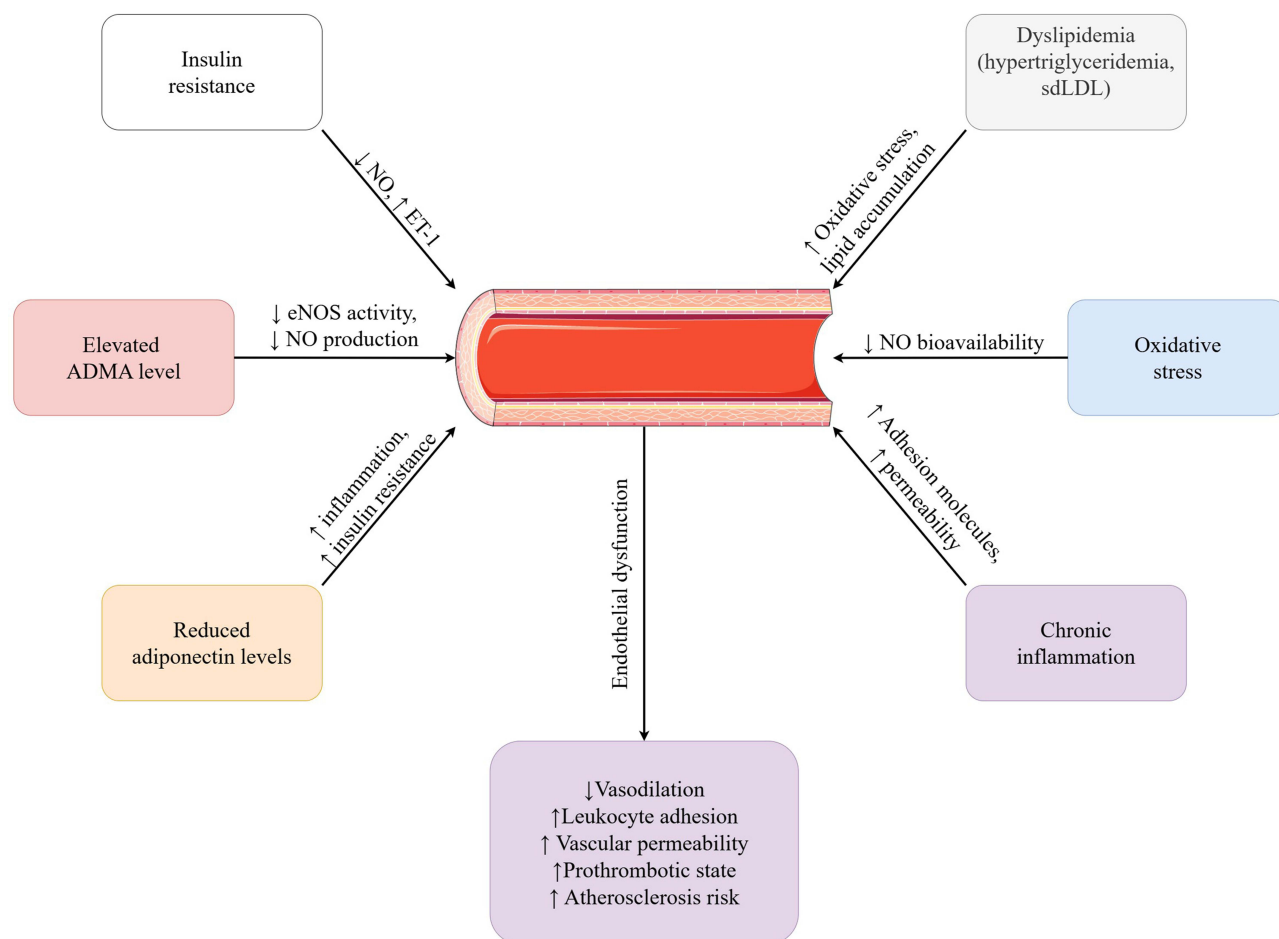 Insulin
resistance
Dyslipidemia
(hypertriglyceridemia,
sdLDL)
↓ NO, ↑ ET-1
↑ Oxidative stress,
lipid accumulation
Elevated
ADMA level
↓ eNOS activity,
↓ NO production
↓ NO bioavailability
Oxidative
stress
↑ inflammation,
↑ insulin resistance
↑ Adhesion molecules,
↑ permeability
Reduced
adiponectin levels
Endothelial dysfunction
Chronic
inflammation
↓Vasodilation
↑Leukocyte adhesion
↑ Vascular permeability
↑Prothrombotic state
↑ Atherosclerosis risk